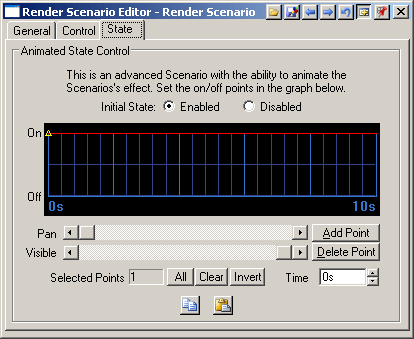 Render Scenario Editor - Render Scenario
General Control State
Animated State Control
This is an advanced Scenario with the ability to animate the
Scenarios's effect. Set the on/off points in the graph below.
Initial State: Enabled Disabled
On
Off
0s 10s
Pan Add Point
Visible Delete Point
Selected Points 1 All Clear Invert Time 0s